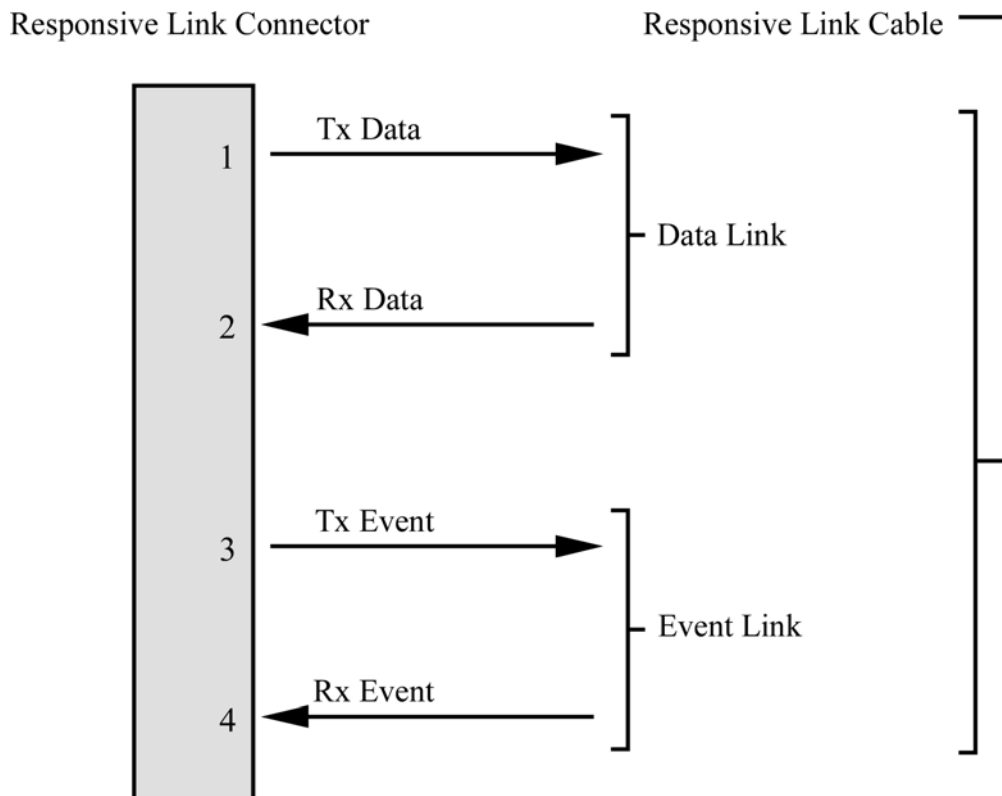 Responsive Link Connector
Responsive Link Cable
Tx Data
1
Data Link
Rx Data
2
Tx Event
3
Event Link
Rx Event
4